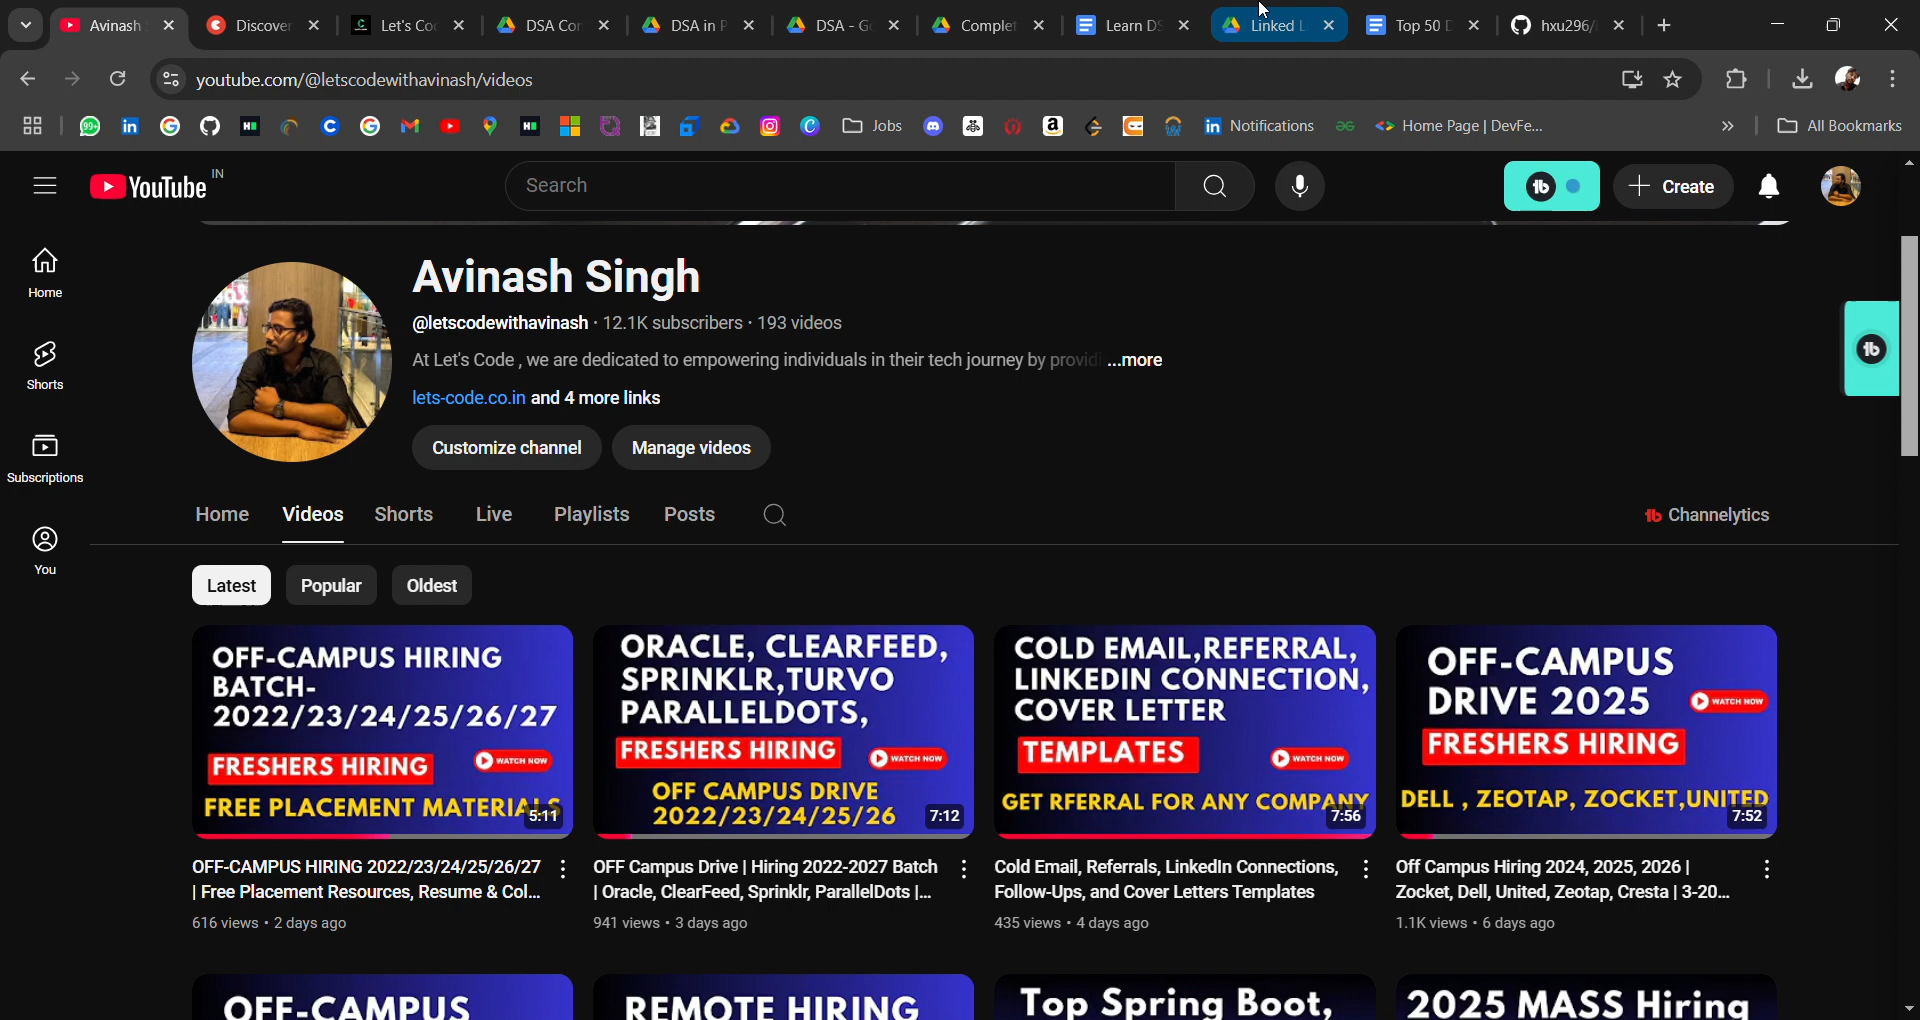 Avinash
Discover
Let's Co
DSA Con
DSA in P
DSA - G
Complet
Learn DS
Linked L
Top 50 D
hxu296/
youtube.com/@letscodewithavinash/videos
99+
Jobs
Notifications
Home Page | DevFe...
All Bookmarks
YouTube IN
Search
Create
Home
Shorts
Subscriptions
You
Avinash Singh
@letscodewithavinash · 12.1K subscribers · 193 videos
At Let's Code , we are dedicated to empowering individuals in their tech journey by providi ...more
lets-code.co.in and 4 more links
Customize channel
Manage videos
Home
Videos
Shorts
Live
Playlists
Posts
Channelytics
Latest
Popular
Oldest
OFF-CAMPUS HIRING
BATCH-
2022/23/24/25/26/27
FRESHERS HIRING
WATCH NOW
FREE PLACEMENT MATERIALS
5:11
OFF-CAMPUS HIRING 2022/23/24/25/26/27
| Free Placement Resources, Resume & Col...
616 views · 2 days ago
ORACLE, CLEARFEED,
SPRINKLR,TURVO
PARALLELDOTS,
FRESHERS HIRING
WATCH NOW
OFF CAMPUS DRIVE
2022/23/24/25/26
7:12
OFF Campus Drive | Hiring 2022-2027 Batch
| Oracle, ClearFeed, Sprinklr, ParallelDots |...
941 views · 3 days ago
COLD EMAIL,REFERRAL,
LINKEDIN CONNECTION,
COVER LETTER
TEMPLATES
WATCH NOW
GET RFERRAL FOR ANY COMPANY
7:56
Cold Email, Referrals, LinkedIn Connections,
Follow-Ups, and Cover Letters Templates
435 views · 4 days ago
OFF-CAMPUS
DRIVE 2025
WATCH NOW
FRESHERS HIRING
DELL , ZEOTAP, ZOCKET,UNITED
7:52
Off Campus Hiring 2024, 2025, 2026 |
Zocket, Dell, United, Zeotap, Cresta | 3-20...
1.1K views · 6 days ago
OFF-CAMPUS
REMOTE HIRING
Top Spring Boot,
2025 MASS Hiring